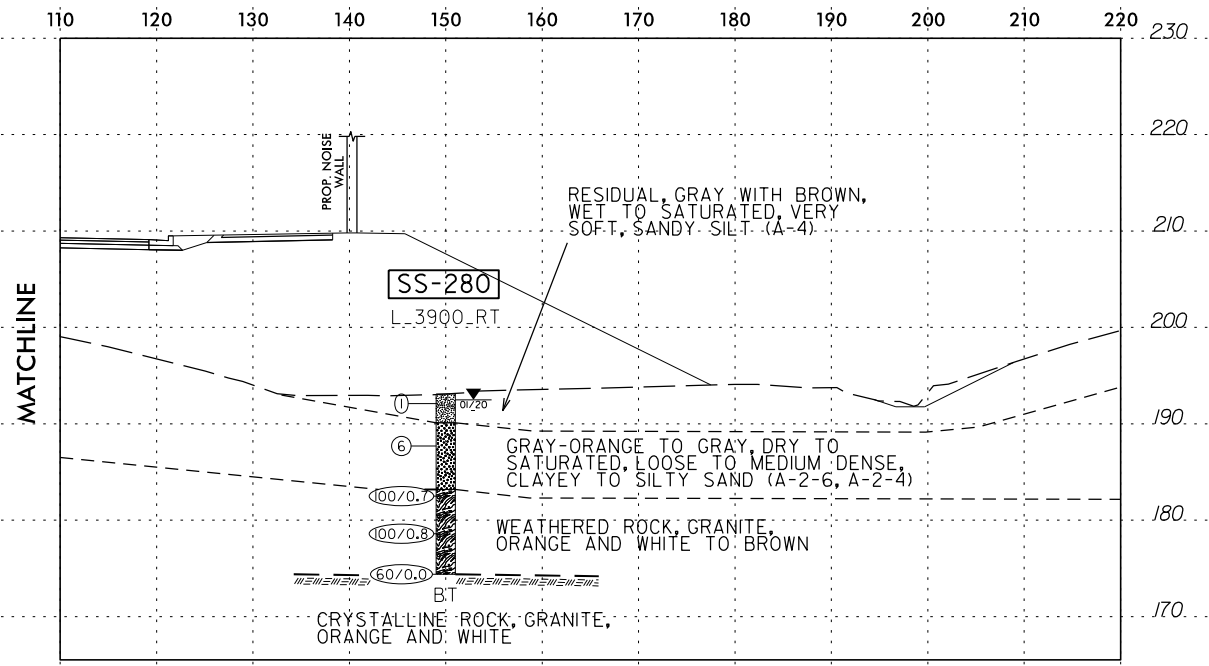 110 120 130 140 150 160 170 180 190 200 210 220
230
220
PROP. NOISE
WALL
RESIDUAL, GRAY WITH BROWN,
WET TO SATURATED, VERY
SOFT, SANDY SILT (A-4)
210
SS-280
L_3900_RT
200
MATCHLINE
1
01/20
190
6
GRAY-ORANGE TO GRAY, DRY TO
SATURATED, LOOSE TO MEDIUM DENSE,
CLAYEY TO SILTY SAND (A-2-6, A-2-4)
100/0.7
180
100/0.8
WEATHERED ROCK, GRANITE,
ORANGE AND WHITE TO BROWN
60/0.0
BT
170
CRYSTALLINE ROCK, GRANITE,
ORANGE AND WHITE